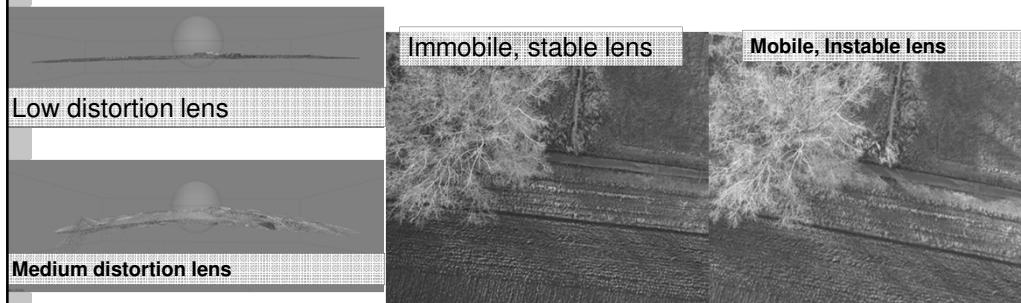 Low distortion lens
Medium distortion lens
Immobile, stable lens
Mobile, Instable lens